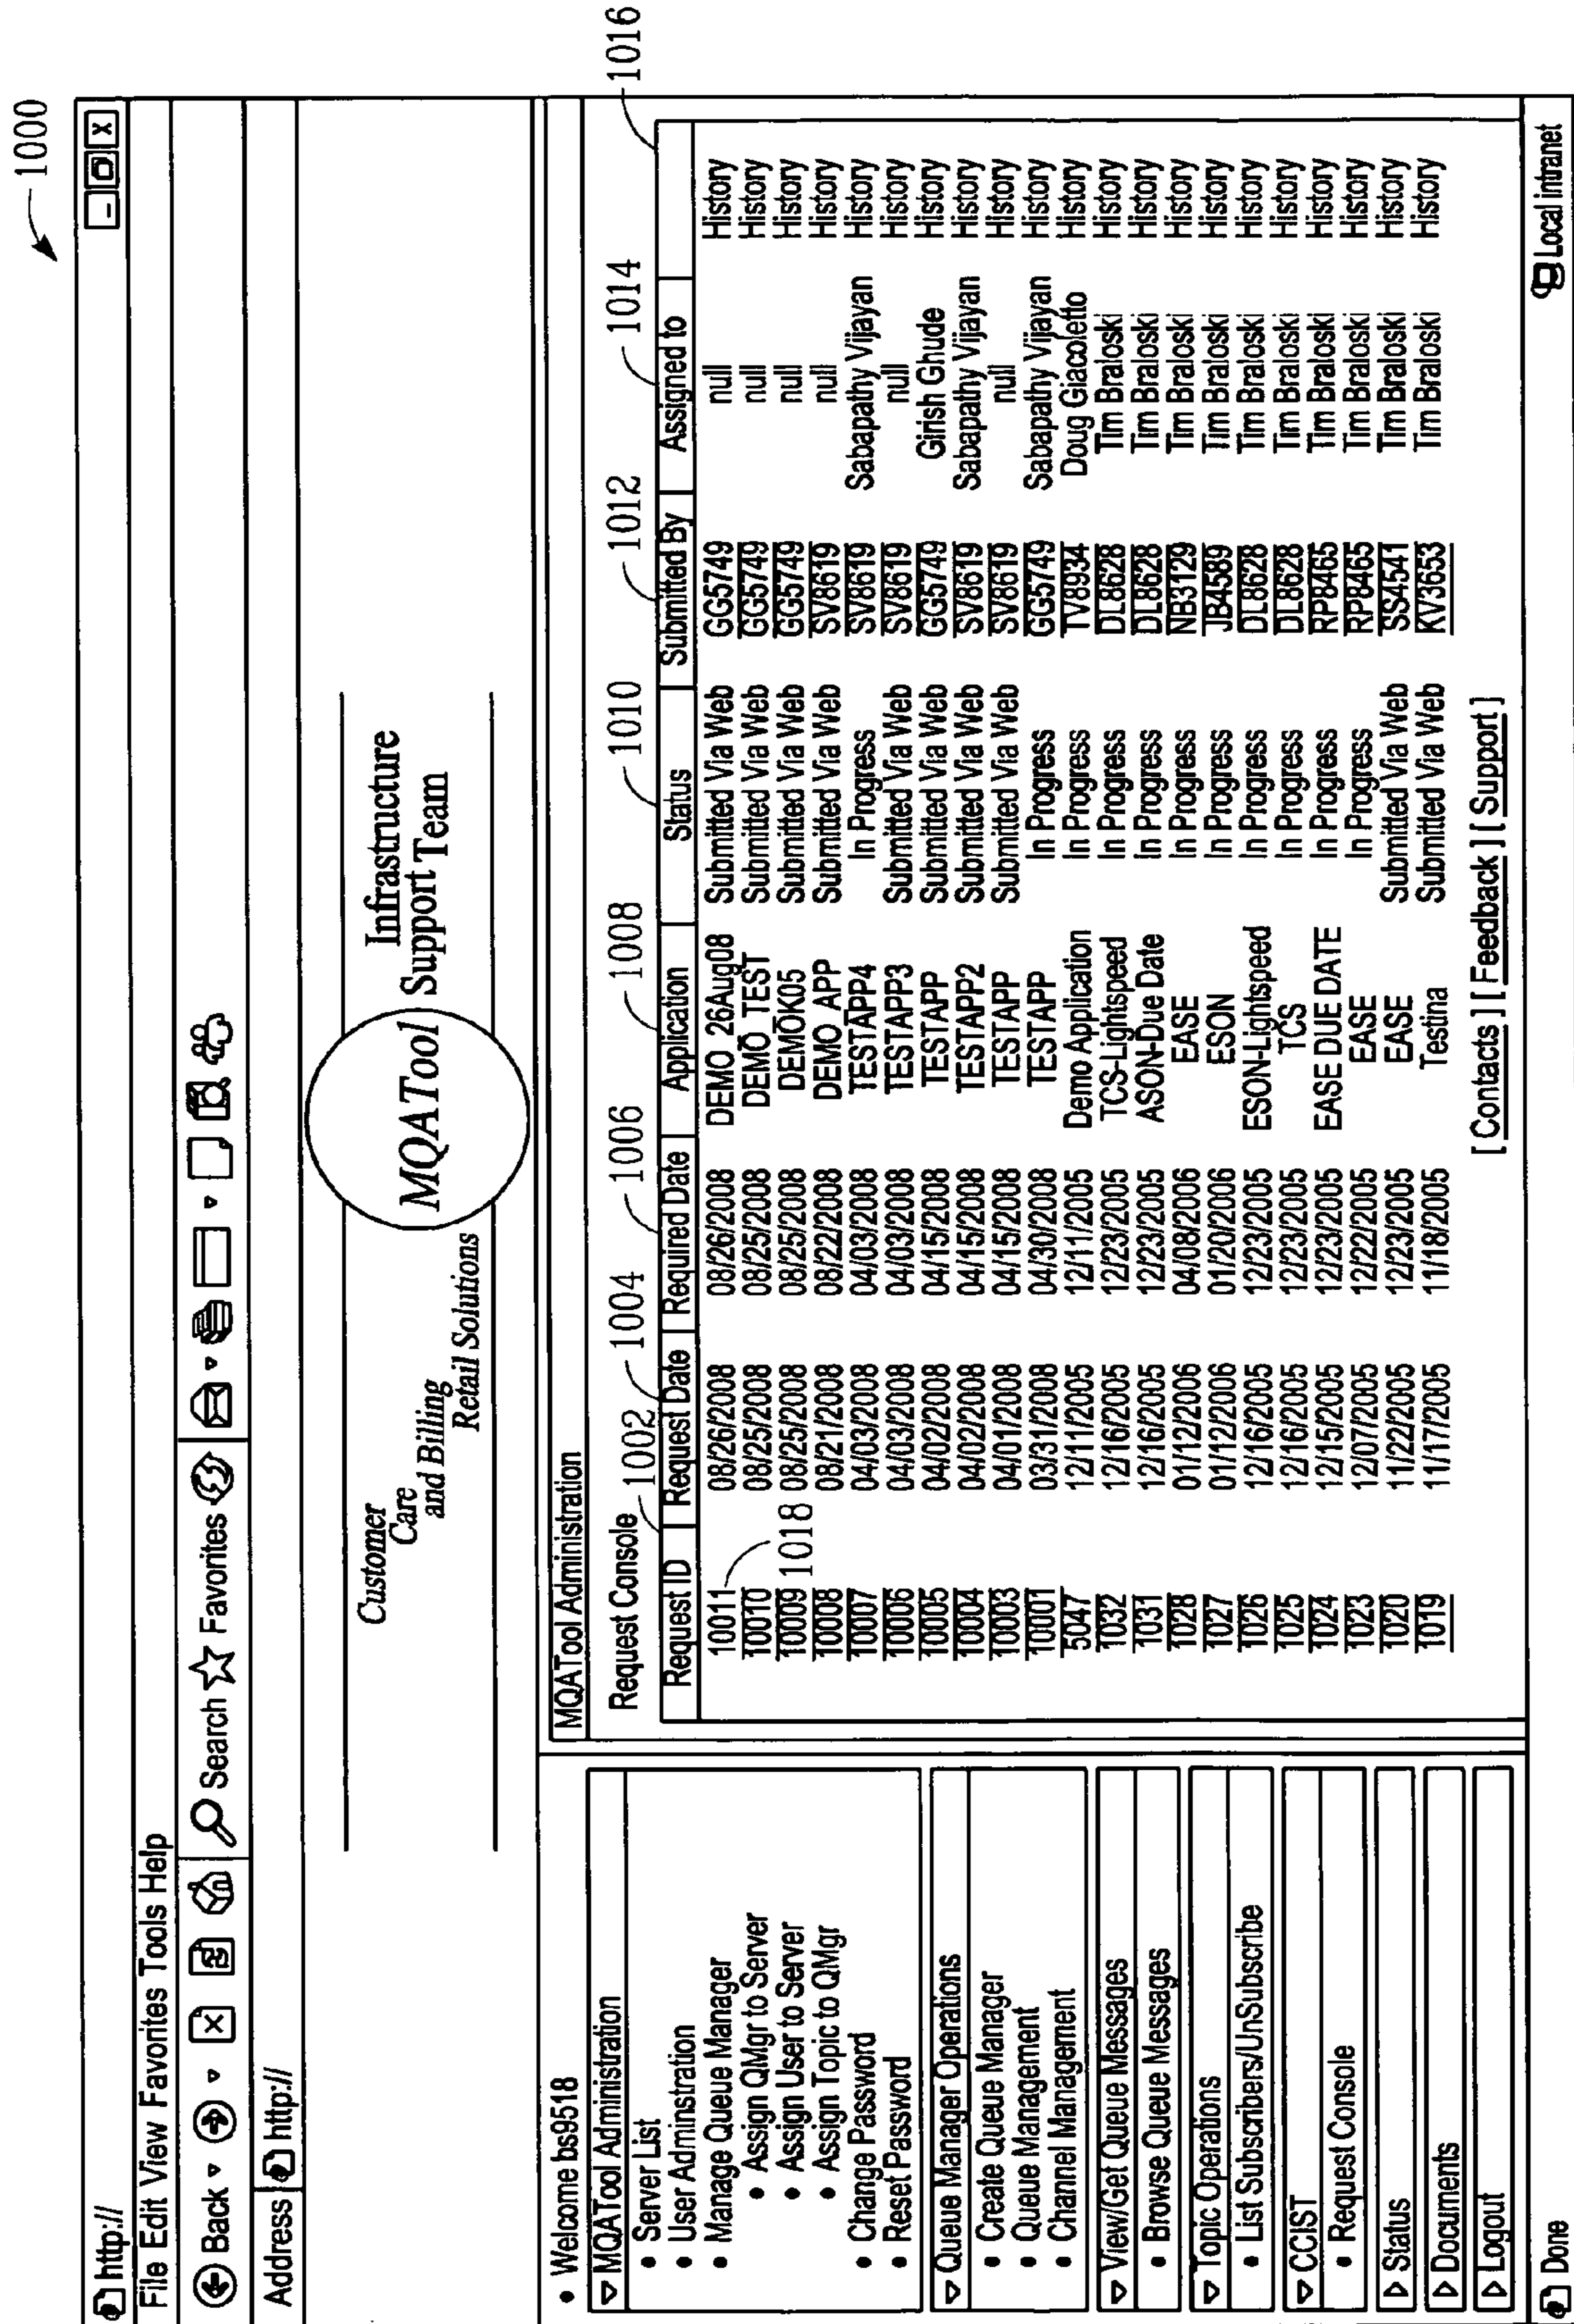 1000
http://
File Edit View Favorites Tools Help
Back Search Favorites
Address http://
Customer
Care
and Billing
Retail Solutions
MQATool
Infrastructure
Support Team
• Welcome bs9518
MQATool Administration
• Server List
• User Adminstration
• Manage Queue Manager
• Assign QMgr to Server
• Assign User to Server
• Assign Topic to QMgr
• Change Password
• Reset Password
Queue Manager Operations
• Create Queue Manager
• Queue Management
• Channel Management
View/Get Queue Messages
• Browse Queue Messages
Topic Operations
• List Subscribers/UnSubscribe
CCIST
• Request Console
Status
Documents
Logout
MQATool Administration
Request Console
1002 1004 1006 1008 1010 1012 1014 1016
Request ID Request Date Required Date Application Status Submitted By Assigned to
10011 08/26/2008 08/26/2008 DEMO_26Aug08 Submitted Via Web GG5749 null History
10010 08/25/2008 08/25/2008 DEMO_TEST Submitted Via Web GG5749 null History
10009 1018 08/25/2008 08/25/2008 DEMOK05 Submitted Via Web GG5749 null History
10008 08/21/2008 08/22/2008 DEMO_APP Submitted Via Web SV8619 null History
10007 04/03/2008 04/03/2008 TESTAPP4 In Progress SV8619 Sabapathy Vijayan History
10006 04/03/2008 04/03/2008 TESTAPP3 Submitted Via Web SV8619 null History
10005 04/02/2008 04/15/2008 TESTAPP Submitted Via Web GG5749 Girish Ghude History
10004 04/02/2008 04/15/2008 TESTAPP2 Submitted Via Web SV8619 Sabapathy Vijayan History
10003 04/01/2008 04/15/2008 TESTAPP Submitted Via Web SV8619 null History
10001 03/31/2008 04/30/2008 TESTAPP In Progress GG5749 Sabapathy Vijayan History
5047 12/11/2005 12/11/2005 Demo Application In Progress TV8934 Doug Giacoletto History
1032 12/16/2005 12/23/2005 TCS-Lightspeed In Progress DL8628 Tim Braloski History
1031 12/16/2005 12/23/2005 ASON-Due Date In Progress DL8628 Tim Braloski History
1028 01/12/2006 04/08/2006 EASE In Progress NB3129 Tim Braloski History
1027 01/12/2006 01/20/2006 ESON In Progress JB4589 Tim Braloski History
1026 12/16/2005 12/23/2005 ESON-Lightspeed In Progress DL8628 Tim Braloski History
1025 12/16/2005 12/23/2005 TCS In Progress DL8628 Tim Braloski History
1024 12/15/2005 12/23/2005 EASE DUE DATE In Progress RP8465 Tim Braloski History
1023 12/07/2005 12/22/2005 EASE In Progress RP8465 Tim Braloski History
1020 11/22/2005 12/23/2005 EASE Submitted Via Web SS4541 Tim Braloski History
1019 11/17/2005 11/18/2005 Testina Submitted Via Web KV3653 Tim Braloski History
[ Contacts ] [ Feedback ] [ Support ]
Done Local intranet